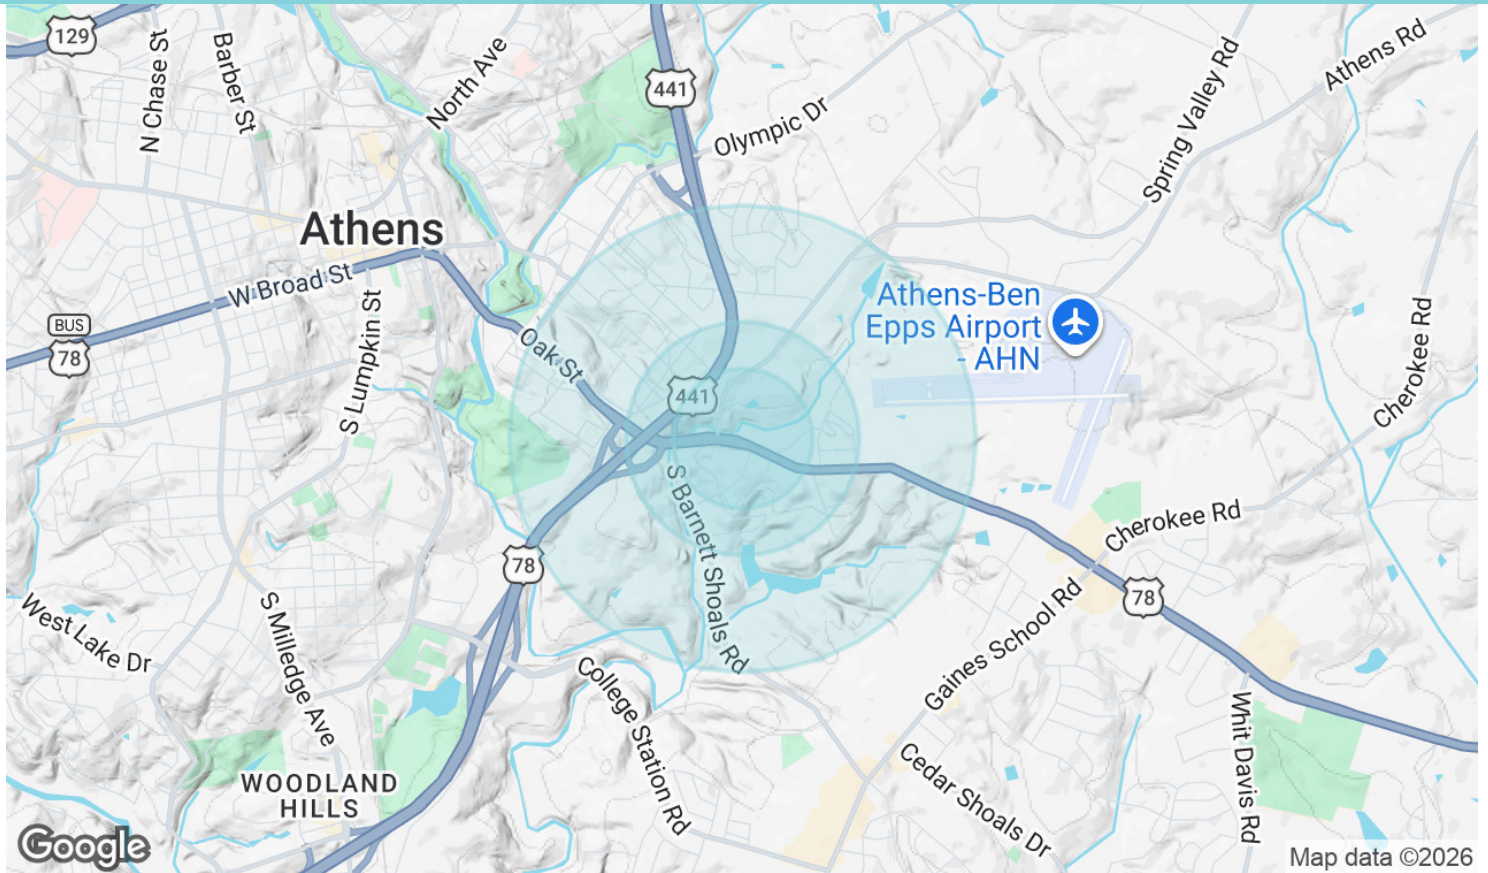 129
N Chase St
Barber St
North Ave
441
Olympic Dr
Spring Valley Rd
Athens Rd
Athens
W Broad St
BUS
78
S Lumpkin St
Oak St
441
Athens-Ben
Epps Airport
- AHN
Cherokee Rd
S Barnett Shoals Rd
78
Cherokee Rd
78
Gaines School Rd
West Lake Dr
S Milledge Ave
College Station Rd
Whit Davis Rd
Cedar Shoals Dr
WOODLAND
HILLS
Google
Map data ©2026